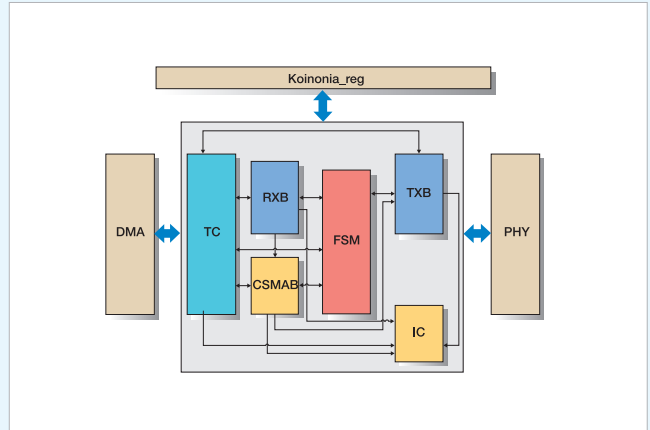 Koinonia_reg
DMA
TC
RXB
FSM
TXB
PHY
CSMAB
IC